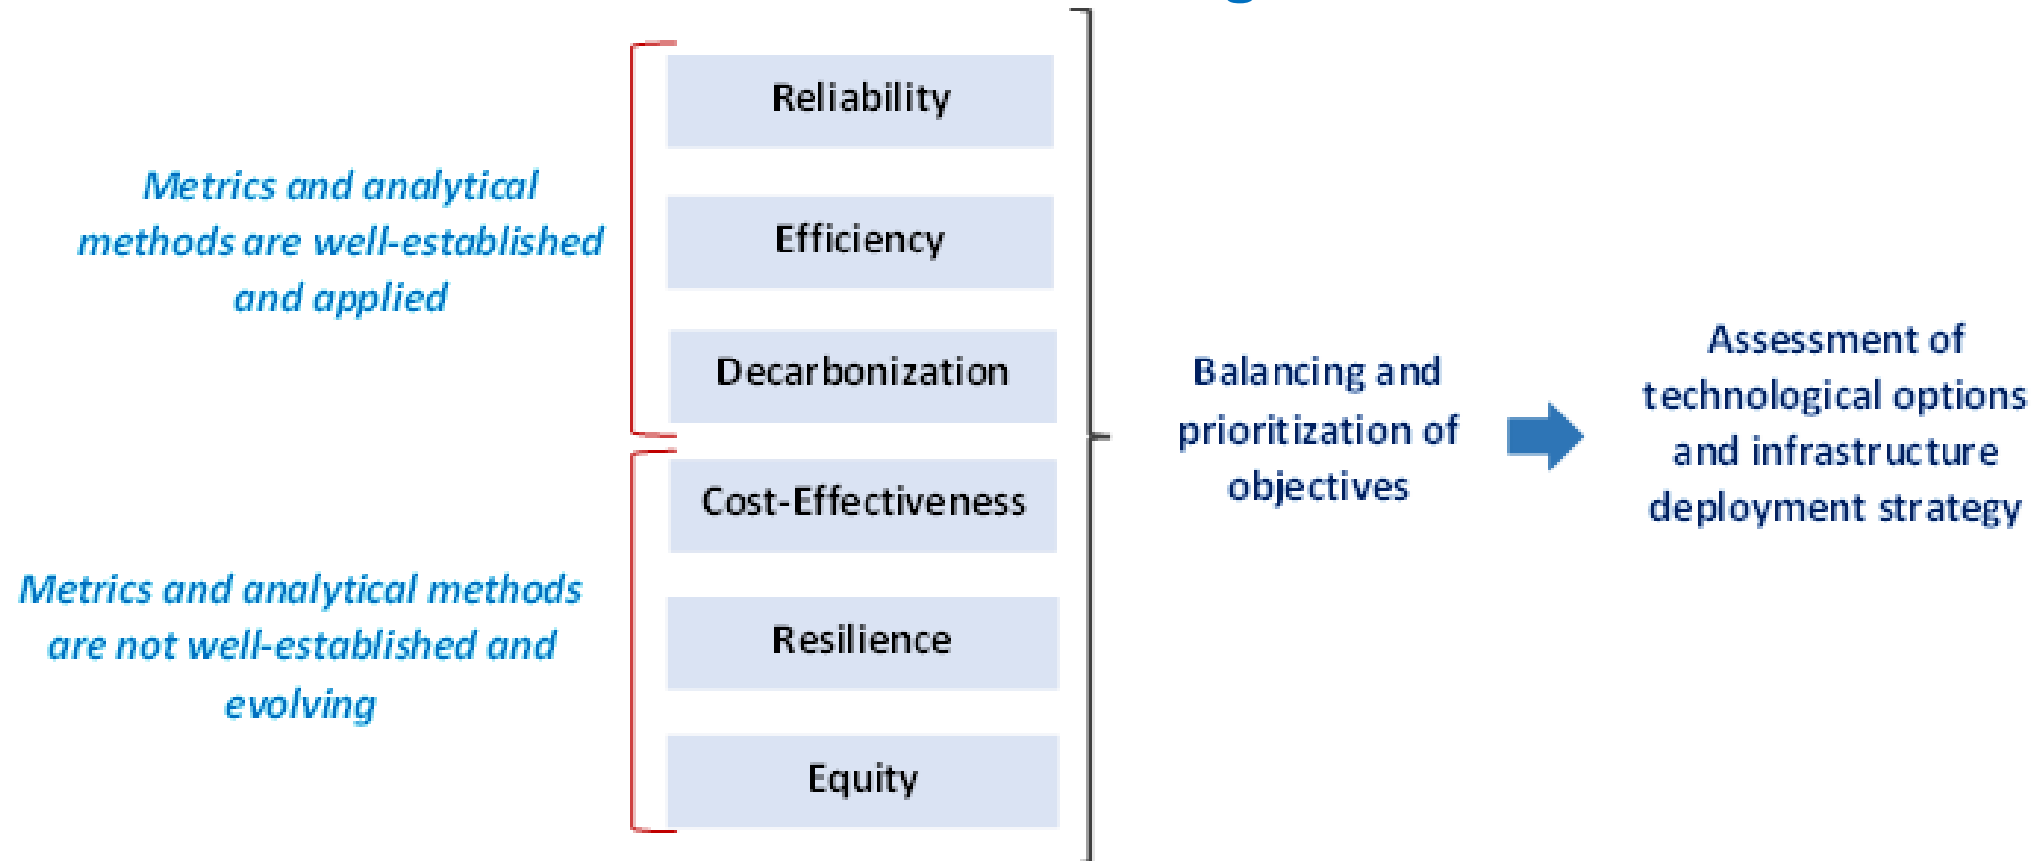 Metrics and analytical
methods are well-established
and applied
Metrics and analytical methods
are not well-established and
evolving
Reliability
Efficiency
Decarbonization
Cost-Effectiveness
Resilience
Equity
Balancing and
prioritization of
objectives
Assessment of
technological options
and infrastructure
deployment strategy